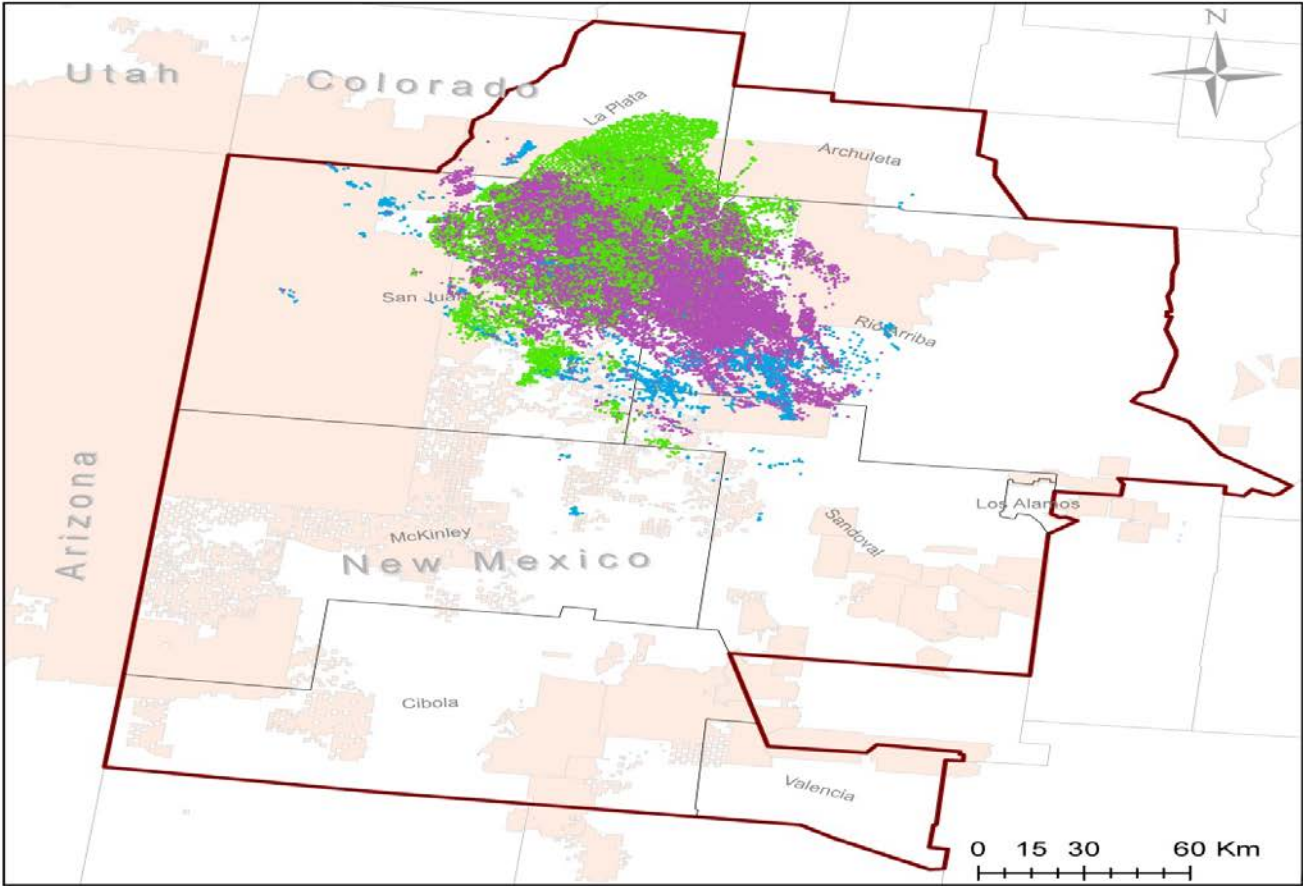 N
Utah
Colorado
La Plata
Archuleta
San Juan
Rio Arriba
Arizona
Los Alamos
McKinley
Sandoval
New Mexico
Cibola
Valencia
0 15 30 60 Km